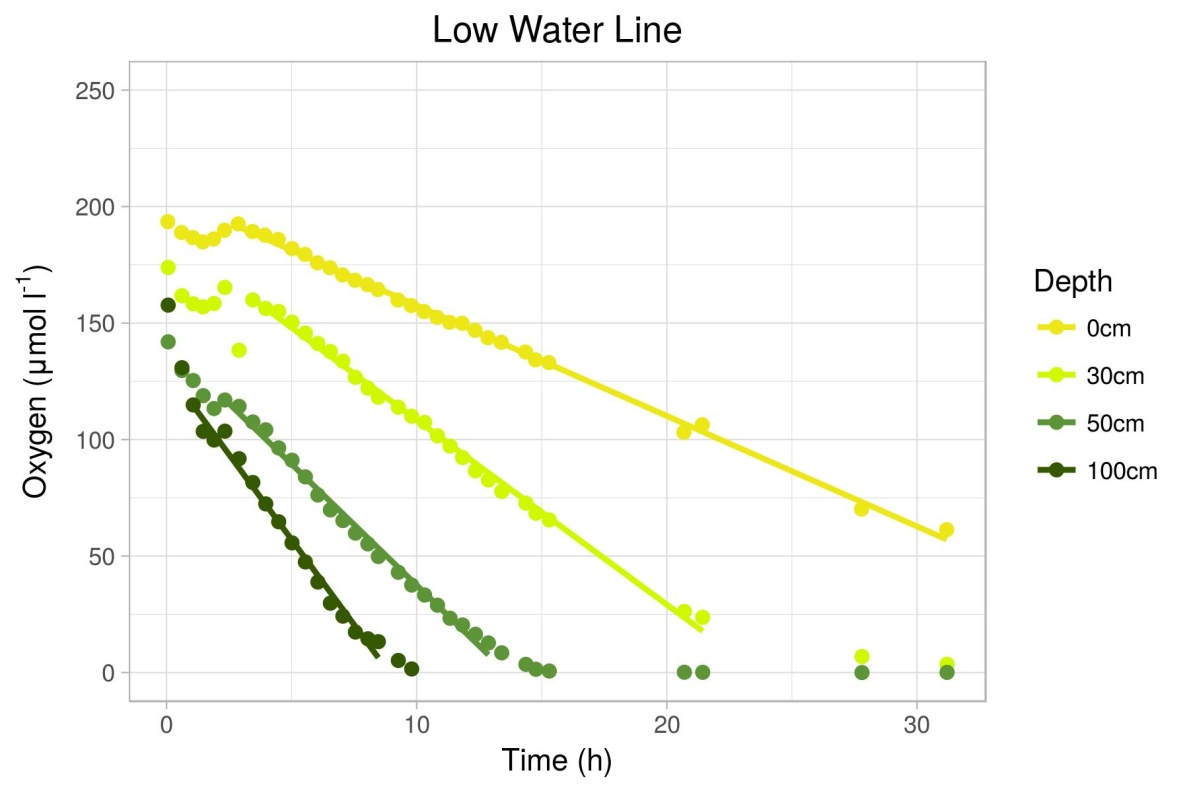 Low Water Line
250
200
150
100
50
0
Oxygen (μmol l⁻¹)
0 10 20 30
Time (h)
Depth
0cm
30cm
50cm
100cm